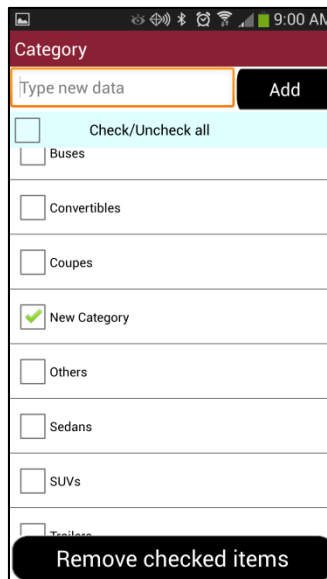 9:00 AM
Category
Type new data
Add
Check/Uncheck all
Buses
Convertibles
Coupes
New Category
Others
Sedans
SUVs
Trailers
Remove checked items